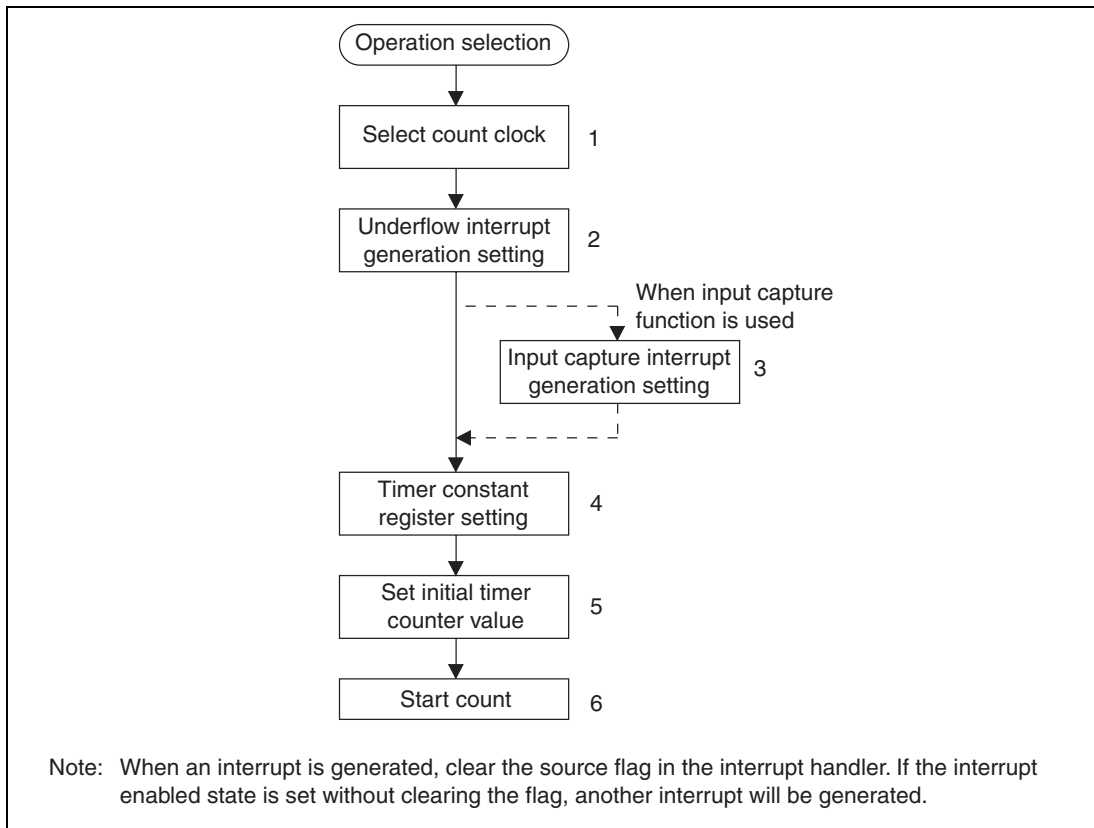 Operation selection
Select count clock
1
Underflow interrupt
generation setting
2
When input capture
function is used
Input capture interrupt
generation setting
3
Timer constant
register setting
4
Set initial timer
counter value
5
Start count
6
Note: When an interrupt is generated, clear the source flag in the interrupt handler. If the interrupt
enabled state is set without clearing the flag, another interrupt will be generated.